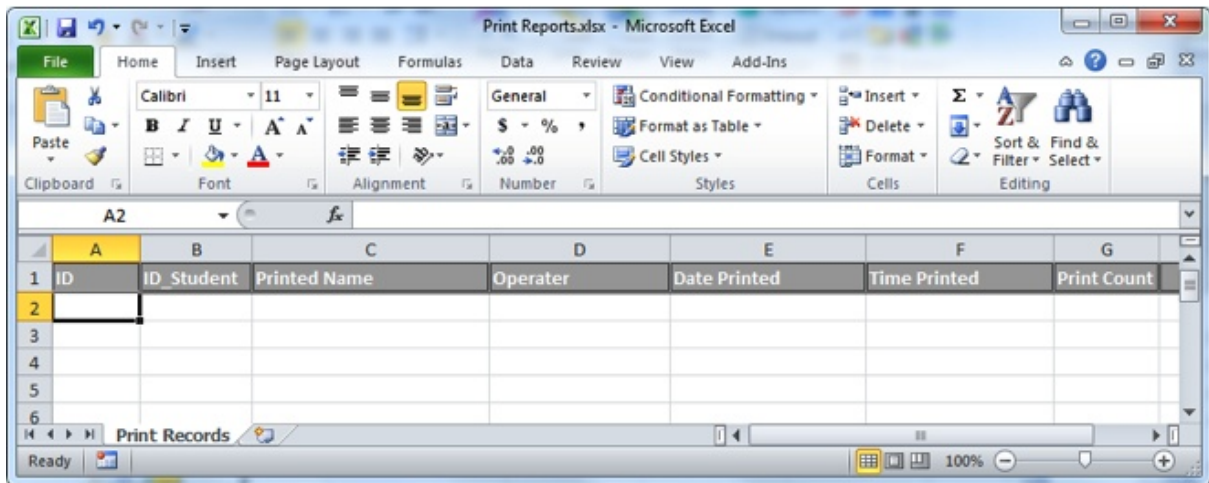 Print Reports.xlsx - Microsoft Excel
File Home Insert Page Layout Formulas Data Review View Add-Ins
Calibri 11 General Conditional Formatting Insert Σ
Paste B I U A A $ % , Format as Table Delete Sort & Find &
A .00 .0 .00 Cell Styles Format Filter Select
Clipboard Font Alignment Number Styles Cells Editing
A2 fx
A B C D E F G
1 ID ID_Student Printed Name Operater Date Printed Time Printed Print Count
2
3
4
5
6
Print Records
Ready 100%